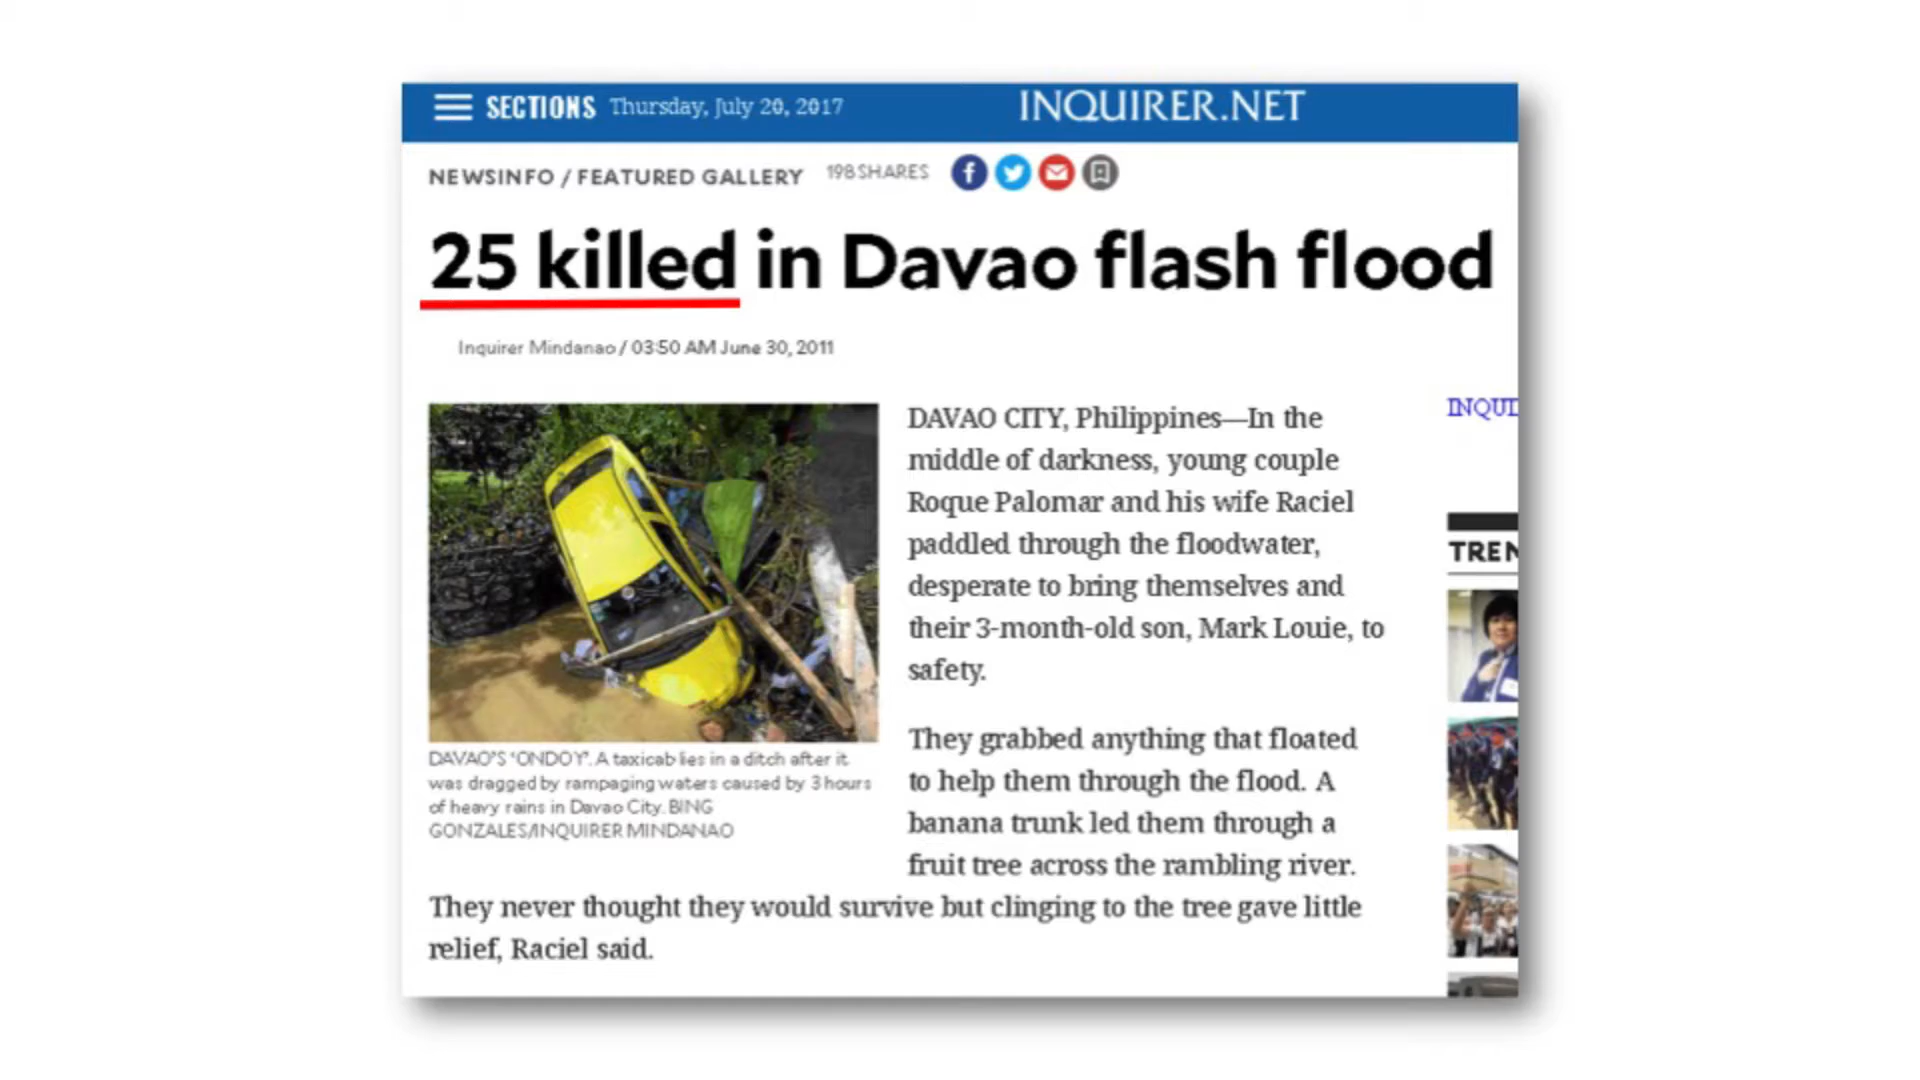 SECTIONS Thursday, July 20, 2017 INQUIRER.NET
NEWSINFO / FEATURED GALLERY 198 SHARES
25 killed in Davao flash flood
Inquirer Mindanao / 03:50 AM June 30, 2011
DAVAO CITY, Philippines—In the
middle of darkness, young couple
Roque Palomar and his wife Raciel
paddled through the floodwater,
desperate to bring themselves and
their 3-month-old son, Mark Louie, to
safety.
They grabbed anything that floated
to help them through the flood. A
banana trunk led them through a
fruit tree across the rambling river.
They never thought they would survive but clinging to the tree gave little
relief, Raciel said.
DAVAO'S 'ONDOY'. A taxicab lies in a ditch after it
was dragged by rampaging waters caused by 3 hours
of heavy rains in Davao City. BING
GONZALES/INQUIRER MINDANAO
INQUI
TREN